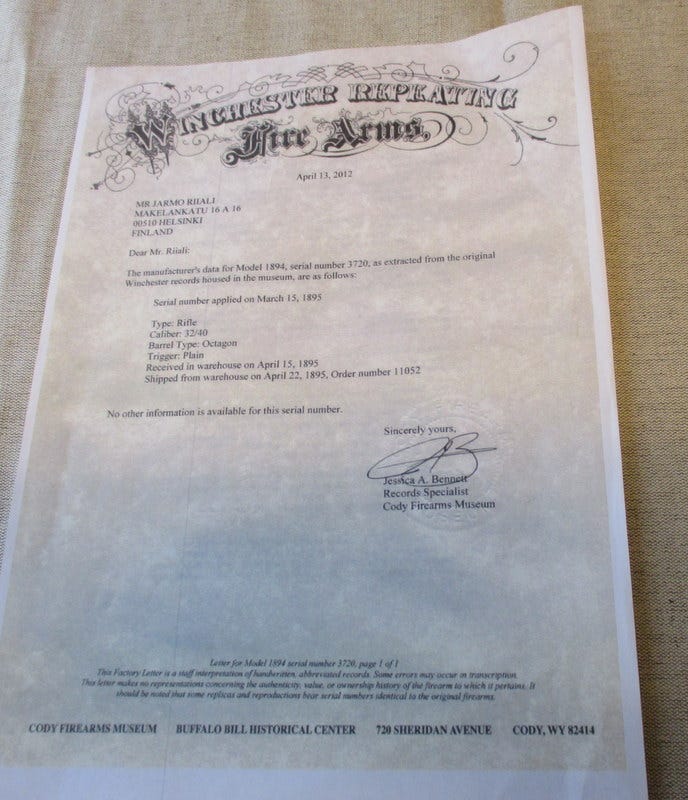 WINCHESTER REPEATING
Fire Arms.
April 13, 2012
MR JARMO RIIALI
MAKELANKATU 16 A 16
00510 HELSINKI
FINLAND
Dear Mr. Riiali:
The manufacturer's data for Model 1894, serial number 3720, as extracted from the original
Winchester records housed in the museum, are as follows:
Serial number applied on March 15, 1895
Type: Rifle
Caliber: 32/40
Barrel Type: Octagon
Trigger: Plain
Received in warehouse on April 15, 1895
Shipped from warehouse on April 22, 1895, Order number 11052
No other information is available for this serial number.
Sincerely yours,
Jessica A. Bennett
Records Specialist
Cody Firearms Museum
Letter for Model 1894 serial number 3720, page 1 of 1
This Factory Letter is a staff interpretation of handwritten, abbreviated records. Some errors may occur in transcription.
This letter makes no representations concerning the authenticity, value, or ownership history of the firearm to which it pertains. It
should be noted that some replicas and reproductions bear serial numbers identical to the original firearms.
CODY FIREARMS MUSEUM BUFFALO BILL HISTORICAL CENTER 720 SHERIDAN AVENUE CODY, WY 82414